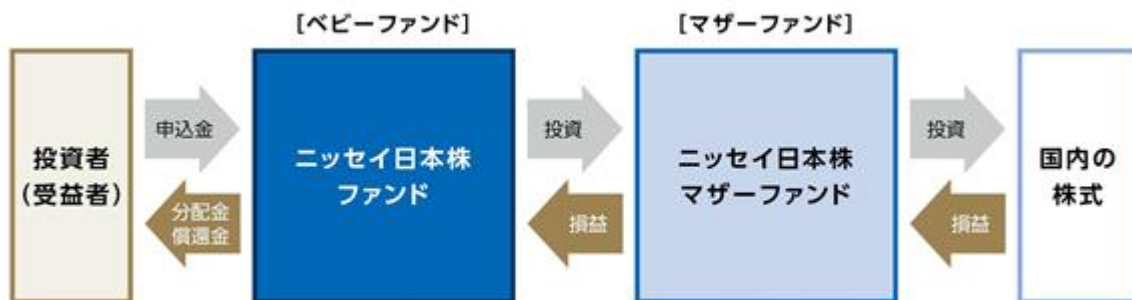 [ベビーファンド]
[マザーファンド]
投資者
(受益者)
申込金
分配金
償還金
ニッセイ日本株
ファンド
投資
損益
ニッセイ日本株
マザーファンド
投資
損益
国内の
株式